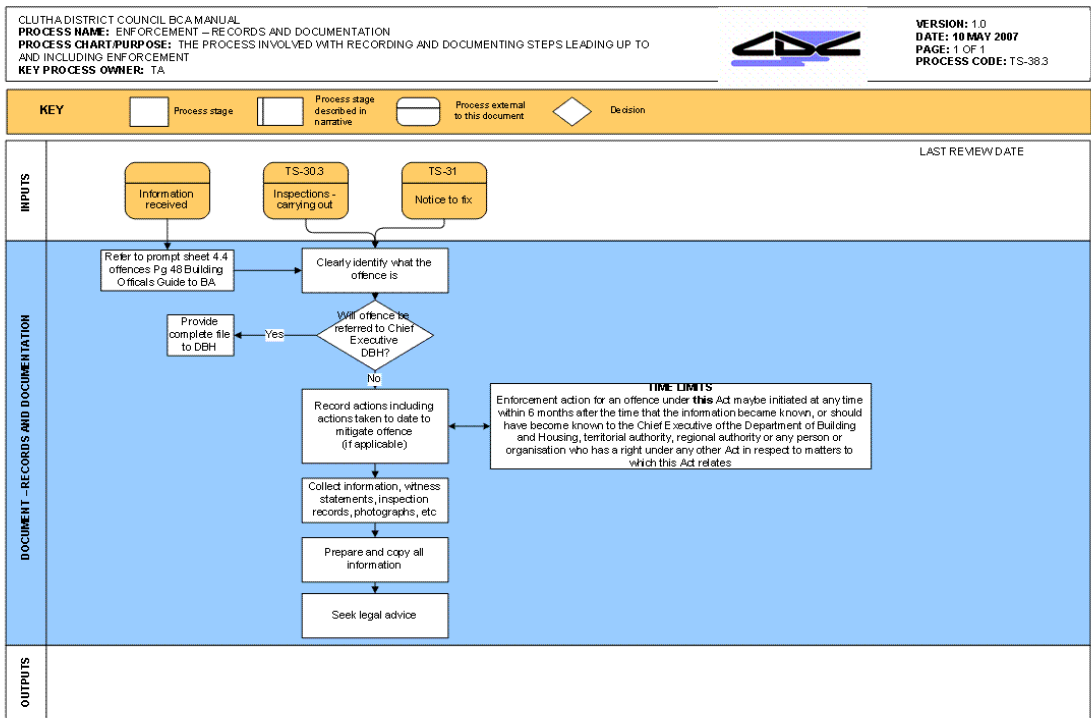 CLUTHA DISTRICT COUNCIL BCA MANUAL
PROCESS NAME: ENFORCEMENT – RECORDS AND DOCUMENTATION
PROCESS CHART/PURPOSE: THE PROCESS INVOLVED WITH RECORDING AND DOCUMENTING STEPS LEADING UP TO
AND INCLUDING ENFORCEMENT
KEY PROCESS OWNER: TA
CDC
VERSION: 1.0
DATE: 10 MAY 2007
PAGE: 1 OF 1
PROCESS CODE: TS-38.3
KEY
Process stage
Process stage
described in
narrative
Process external
to this document
Decision
LAST REVIEW DATE
INPUTS
Information
received
TS-30.3
Inspections -
carrying out
TS-31
Notice to fix
DOCUMENT – RECORDS AND DOCUMENTATION
Refer to prompt sheet 4.4
offences Pg 48 Building
Officals Guide to BA
Clearly identify what the
offence is
Will offence be
referred to Chief
Executive
DBH?
Yes
Provide
complete file
to DBH
No
Record actions including
actions taken to date to
mitigate offence
(if applicable)
TIME LIMITS
Enforcement action for an offence under this Act maybe initiated at any time
within 6 months after the time that the information became known, or should
have become known to the Chief Executive of the Department of Building
and Housing, territorial authority, regional authority or any person or
organisation who has a right under any other Act in respect to matters to
which this Act relates
Collect information, witness
statements, inspection
records, photographs, etc
Prepare and copy all
information
Seek legal advice
OUTPUTS